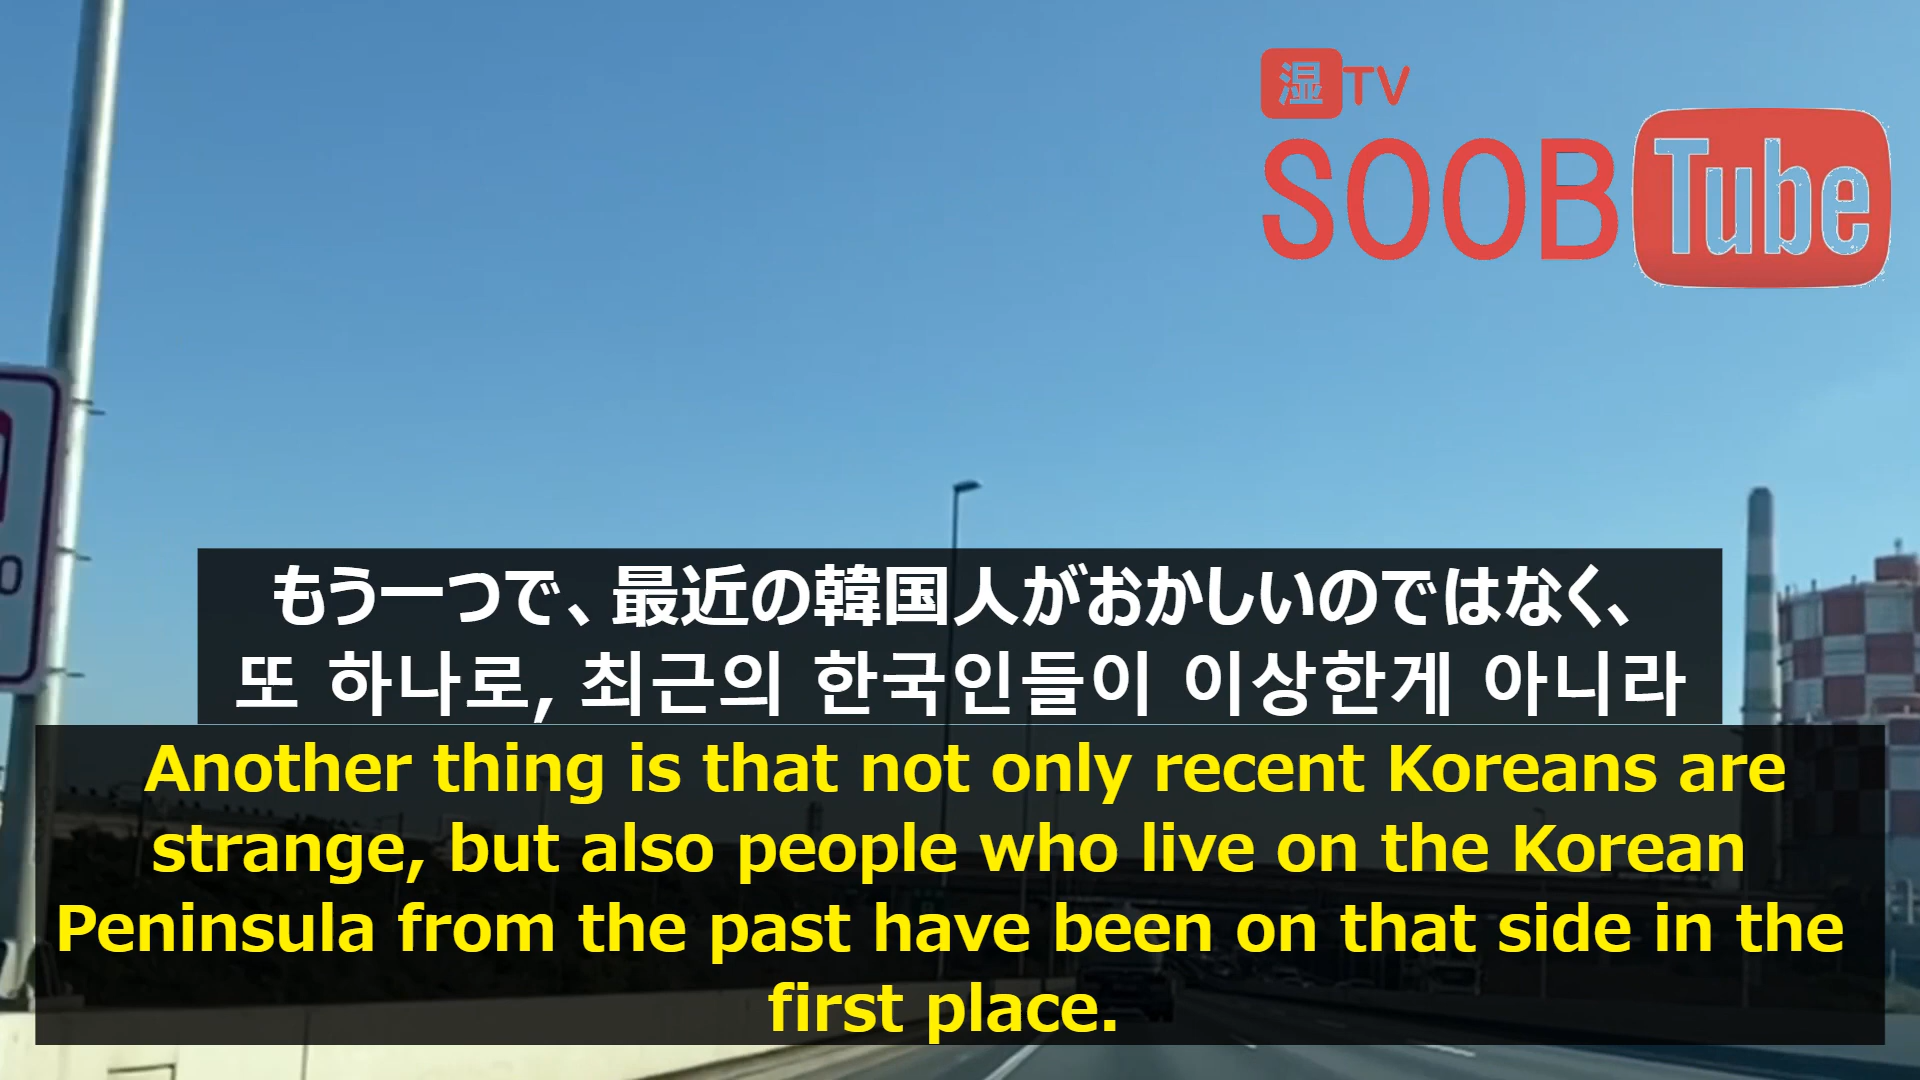 湿TV
SOOBTube
もう一つで、最近の韓国人がおかしいのではなく、
또 하나로, 최근의 한국인들이 이상한게 아니라
Another thing is that not only recent Koreans are
strange, but also people who live on the Korean
Peninsula from the past have been on that side in the
first place.